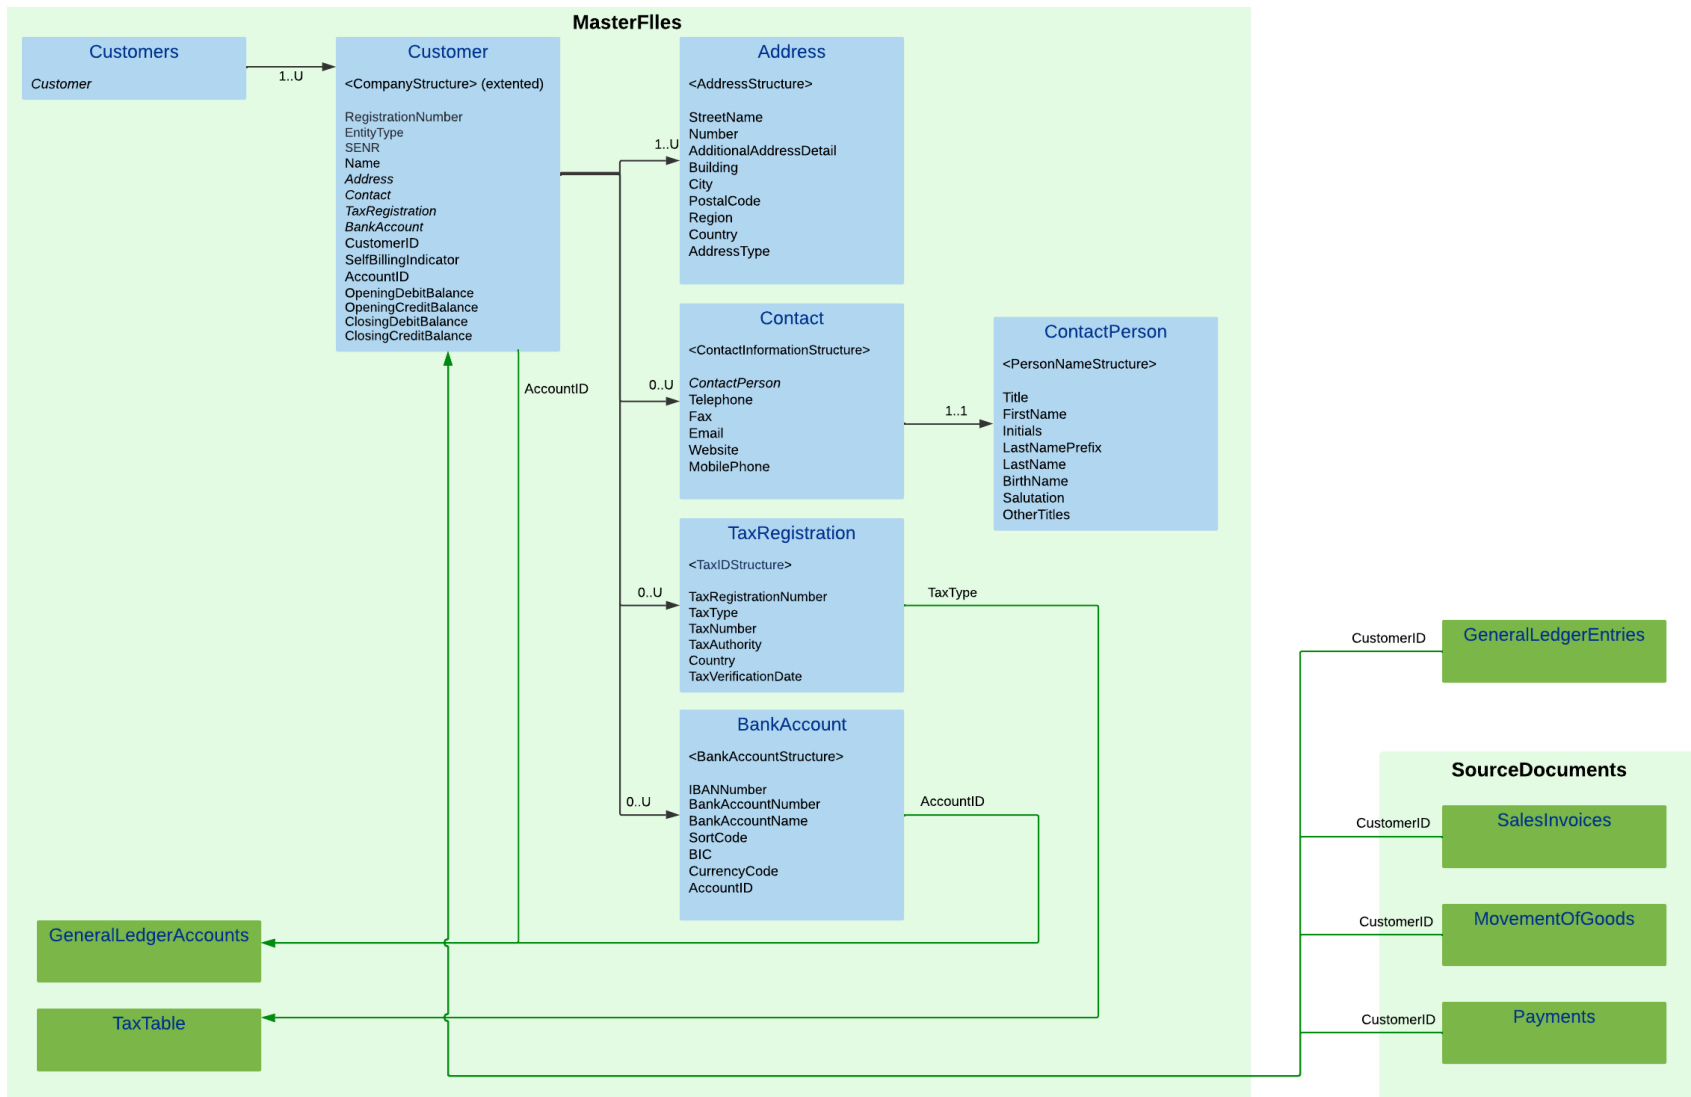 MasterFIles
Customers
Customer
1..U
Customer
<CompanyStructure> (extented)
RegistrationNumber
EntityType
SENR
Name
Address
Contact
TaxRegistration
BankAccount
CustomerID
SelfBillingIndicator
AccountID
OpeningDebitBalance
OpeningCreditBalance
ClosingDebitBalance
ClosingCreditBalance
AccountID
1..U
Address
<AddressStructure>
StreetName
Number
AdditionalAddressDetail
Building
City
PostalCode
Region
Country
AddressType
0..U
Contact
<ContactInformationStructure>
ContactPerson
Telephone
Fax
Email
Website
MobilePhone
1..1
ContactPerson
<PersonNameStructure>
Title
FirstName
Initials
LastNamePrefix
LastName
BirthName
Salutation
OtherTitles
0..U
TaxRegistration
<TaxIDStructure>
TaxRegistrationNumber
TaxType
TaxNumber
TaxAuthority
Country
TaxVerificationDate
TaxType
0..U
BankAccount
<BankAccountStructure>
IBANNumber
BankAccountNumber
BankAccountName
SortCode
BIC
CurrencyCode
AccountID
AccountID
GeneralLedgerAccounts
TaxTable
CustomerID
GeneralLedgerEntries
SourceDocuments
CustomerID
SalesInvoices
CustomerID
MovementOfGoods
CustomerID
Payments